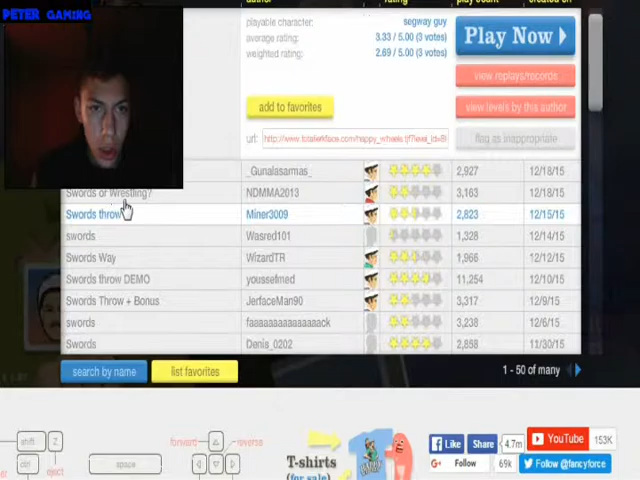 PETER GAMING
playable character: segway guy
average rating: 3.33 / 5.00 (3 votes)
weighted rating: 2.69 / 5.00 (3 votes)
Play Now
view replays/records
add to favorites
view levels by this author
url:
flag as inappropriate
_Gunalasarmas_ 2,927 12/18/15
Swords or Wrestling? NDMMA2013 3,163 12/18/15
Swords throw Miner3009 2,823 12/15/15
swords Wasred101 1,328 12/14/15
Swords Way WizardTR 1,966 12/12/15
Swords throw DEMO youssefmed 11,254 12/10/15
Swords Throw + Bonus JerfaceMan90 3,317 12/9/15
swords faaaaaaaaaaaaack 3,238 12/6/15
Swords Denis_0202 2,858 11/30/15
search by name list favorites 1 - 50 of many
shift Z forward reverse
ctrl eject space
T-shirts
(for sale)
Like Share 4.7m YouTube 153K
G+ Follow 69k Follow @fancyforce